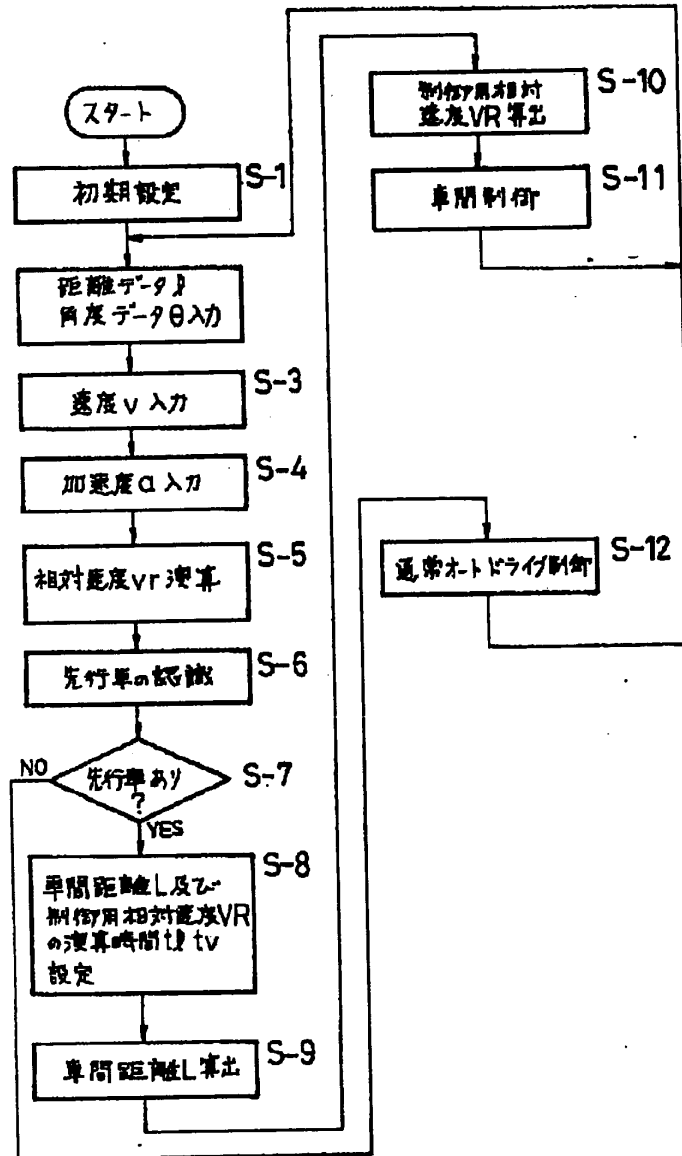 スタート
初期設定
S-1
距離データℓ
角度データθ入力
速度v入力
S-3
加速度a入力
S-4
相対速度vr演算
S-5
先行車の認識
S-6
先行車あり
?
S-7
NO
YES
車間距離L及び
制御用相対速度VR
の演算時間tℓ tv
設定
S-8
車間距離L算出
S-9
制御用相対
速度VR算出
S-10
車間制御
S-11
通常オートドライブ制御
S-12